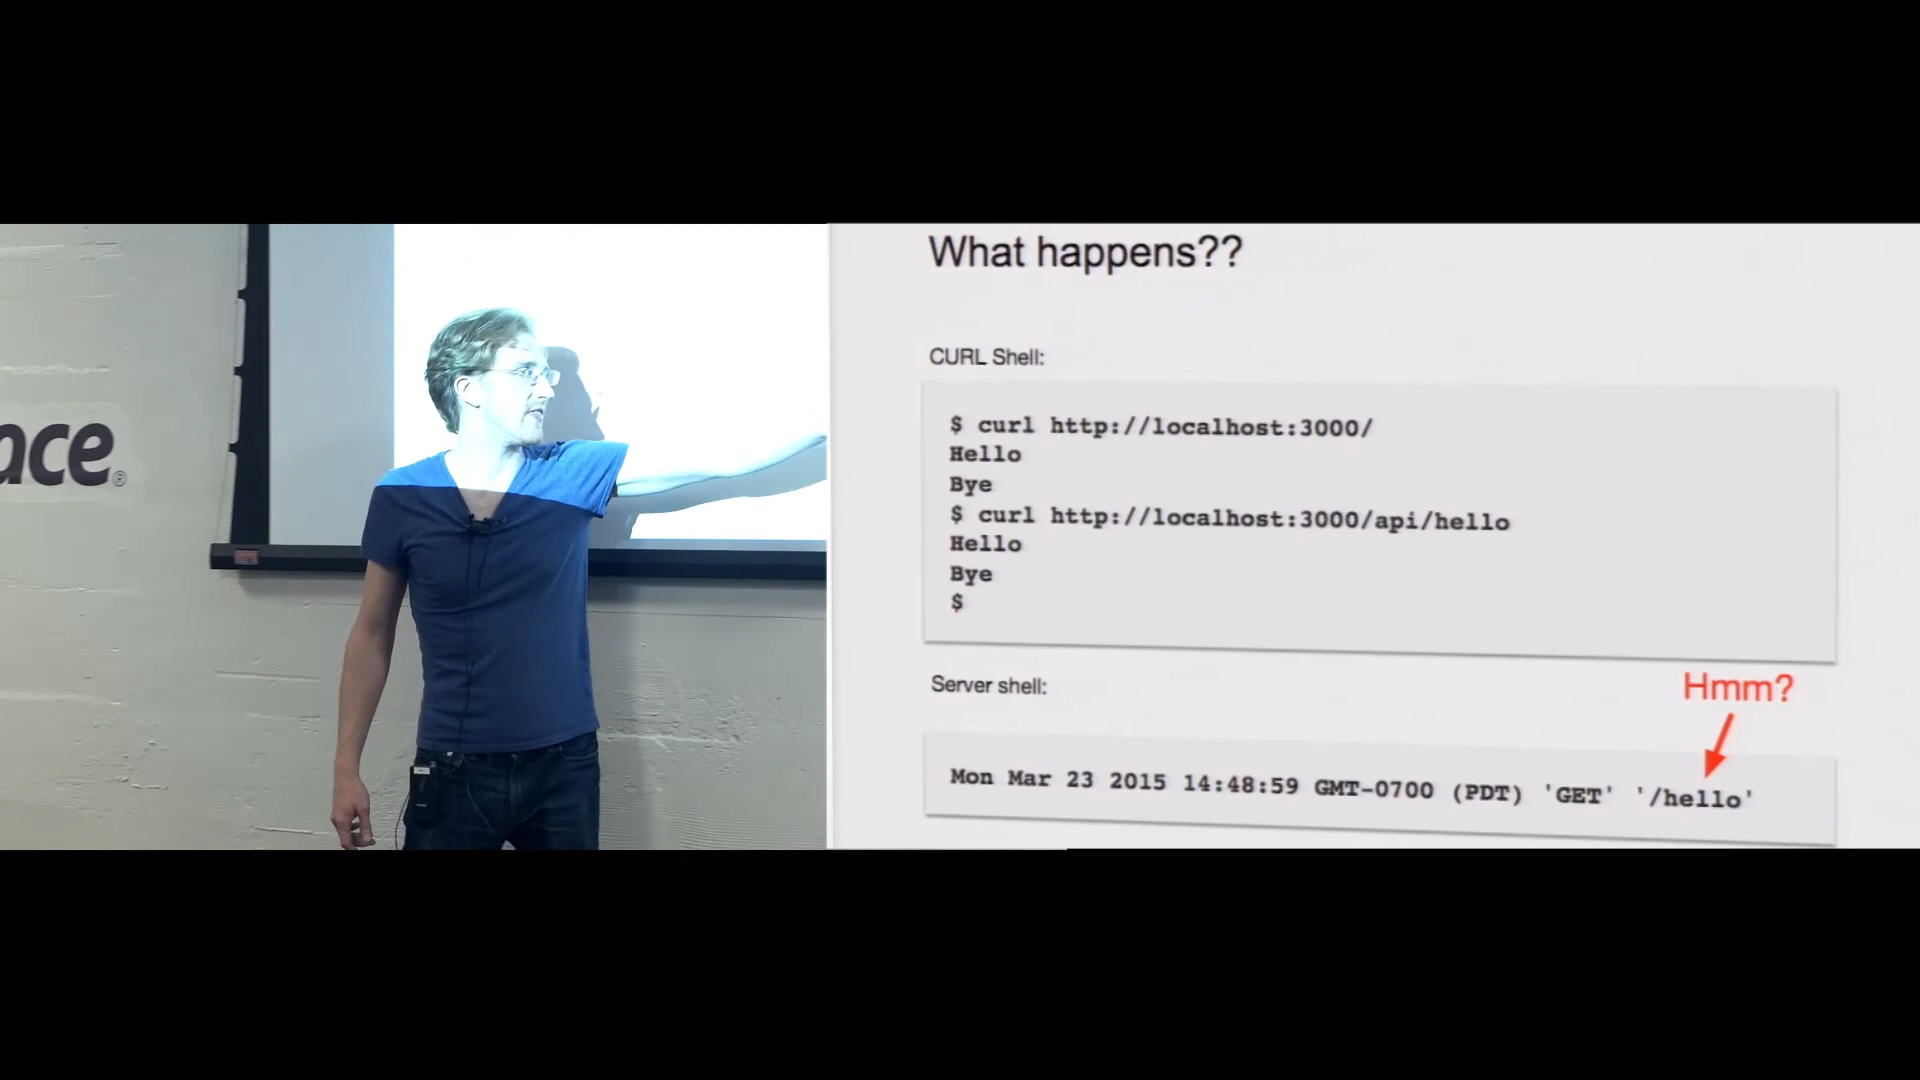 ace®
What happens??
CURL Shell:
$ curl http://localhost:3000/
Hello
Bye
$ curl http://localhost:3000/api/hello
Hello
Bye
$
Server shell:
Hmm?
Mon Mar 23 2015 14:48:59 GMT-0700 (PDT) 'GET' '/hello'